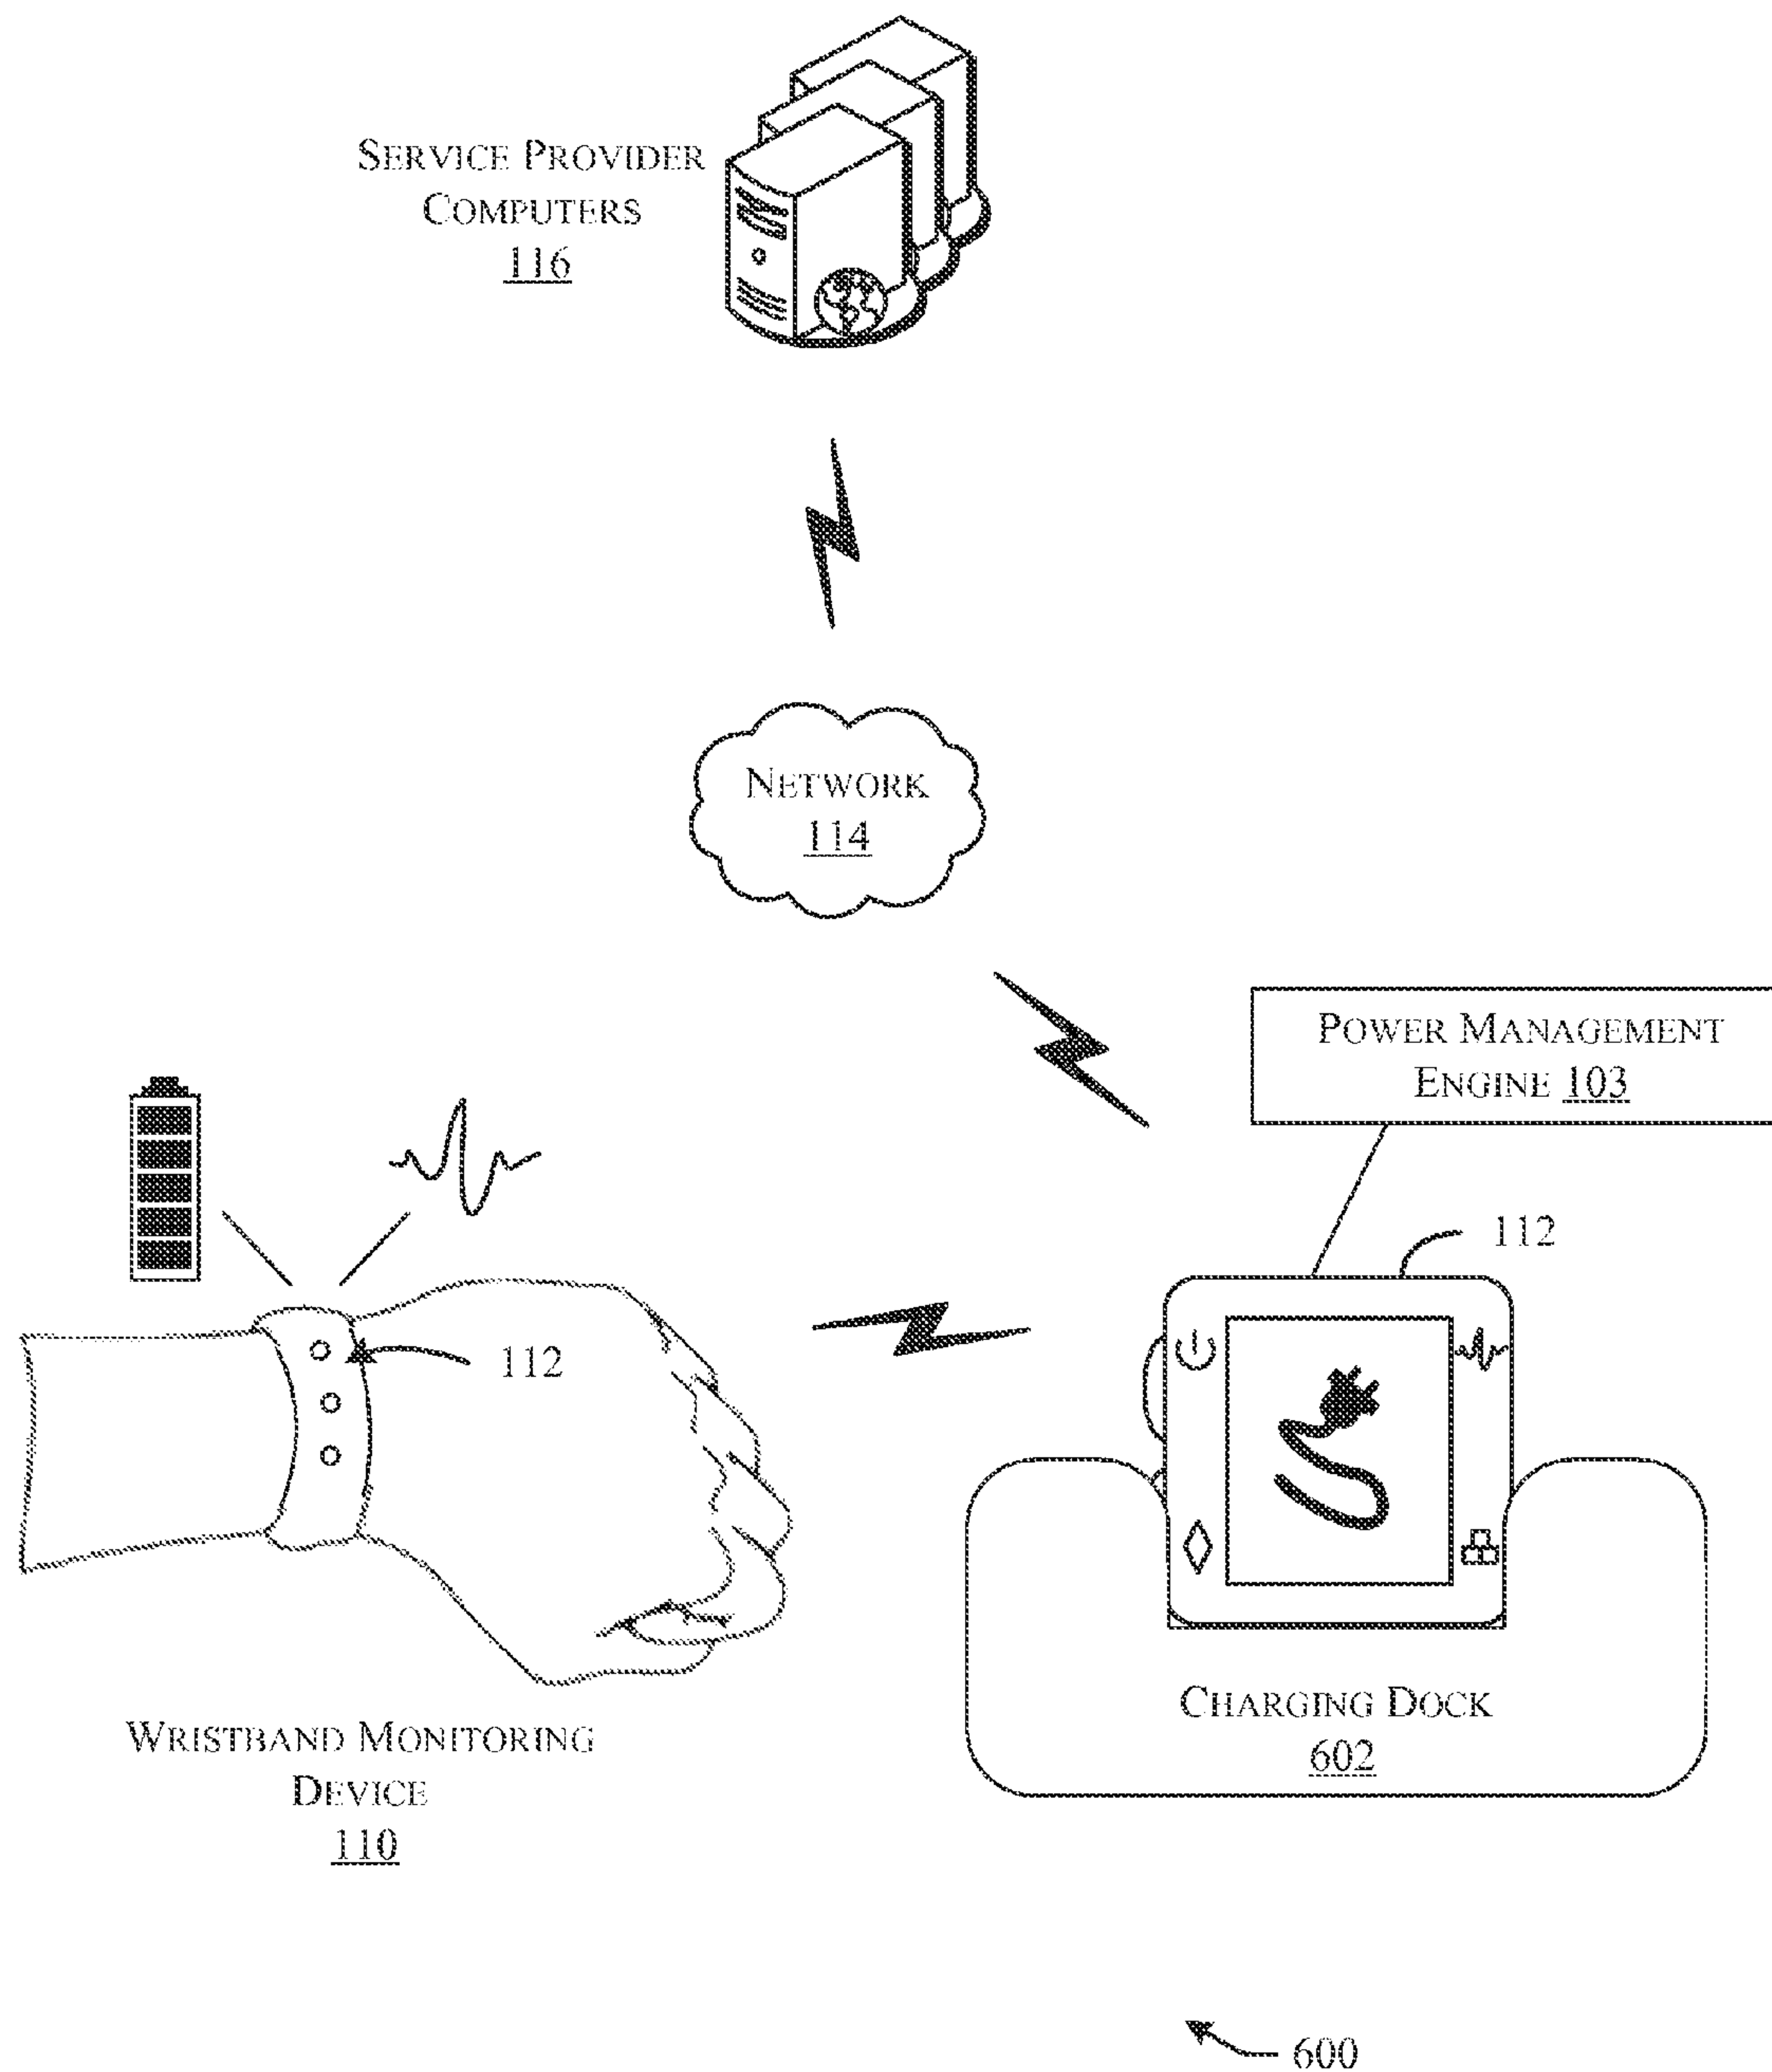 SERVICE PROVIDER
COMPUTERS
116
NETWORK
114
POWER MANAGEMENT
ENGINE 103
112
112
CHARGING DOCK
602
WRISTBAND MONITORING
DEVICE
110
600